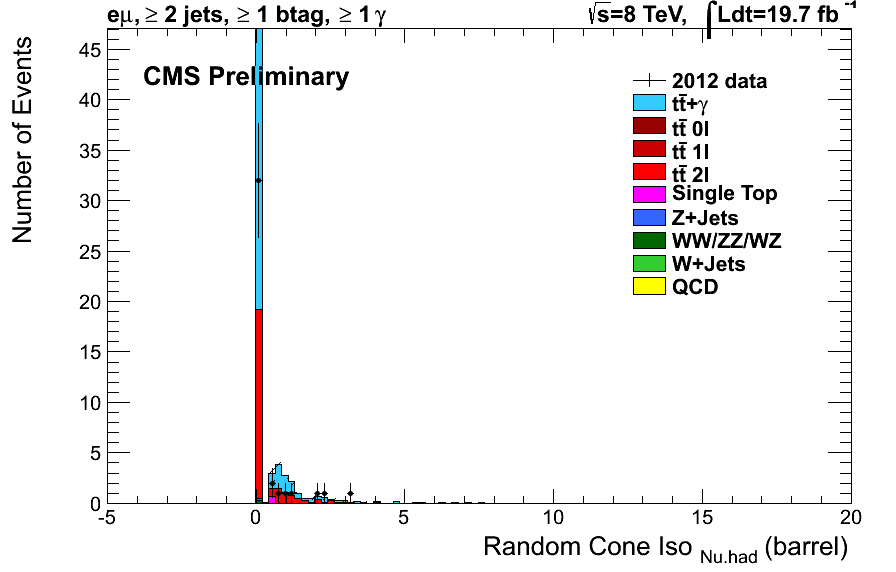 eμ, ≥ 2 jets, ≥ 1 btag, ≥ 1 γ
√s=8 TeV, ∫Ldt=19.7 fb⁻¹
CMS Preliminary
Number of Events
45
40
35
30
25
20
15
10
5
0
2012 data
tt̄+γ
tt̄ 0l
tt̄ 1l
tt̄ 2l
Single Top
Z+Jets
WW/ZZ/WZ
W+Jets
QCD
-5 0 5 10 15 20
Random Cone Iso Nu.had (barrel)